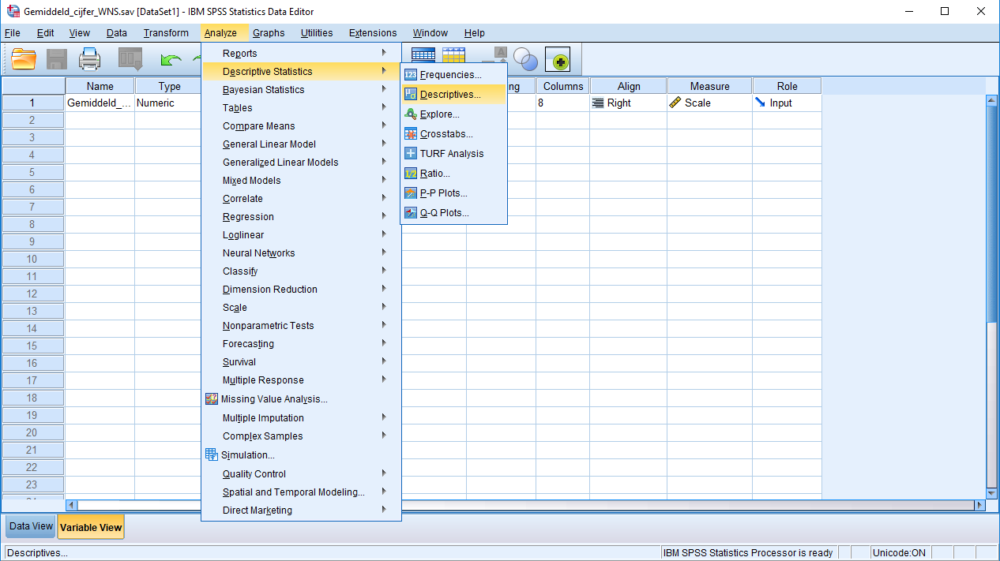 Gemiddeld_cijfer_WNS.sav [DataSet1] - IBM SPSS Statistics Data Editor
File Edit View Data Transform Analyze Graphs Utilities Extensions Window Help
A
Name Type ng Columns Align Measure Role
1 Gemiddeld_... Numeric 8 Right Scale Input
2
3
4
5
6
7
8
9
10
11
12
13
14
15
16
17
18
19
20
21
22
23
Reports
Descriptive Statistics
Bayesian Statistics
Tables
Compare Means
General Linear Model
Generalized Linear Models
Mixed Models
Correlate
Regression
Loglinear
Neural Networks
Classify
Dimension Reduction
Scale
Nonparametric Tests
Forecasting
Survival
Multiple Response
Missing Value Analysis...
Multiple Imputation
Complex Samples
Simulation...
Quality Control
Spatial and Temporal Modeling...
Direct Marketing
123 Frequencies...
Descriptives...
Explore...
Crosstabs...
TURF Analysis
1/2 Ratio...
P-P Plots...
Q-Q Plots...
Data View Variable View
Descriptives... IBM SPSS Statistics Processor is ready Unicode:ON